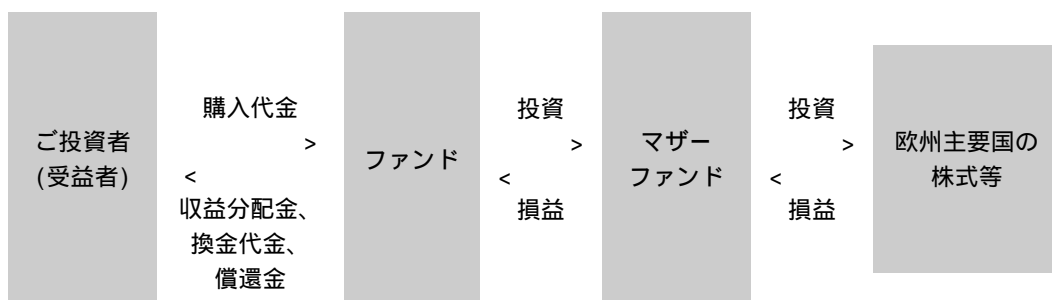 ご投資者
(受益者)
購入代金
>
<
収益分配金、
換金代金、
償還金
ファンド
投資
>
<
損益
マザー
ファンド
投資
>
<
損益
欧州主要国の
株式等